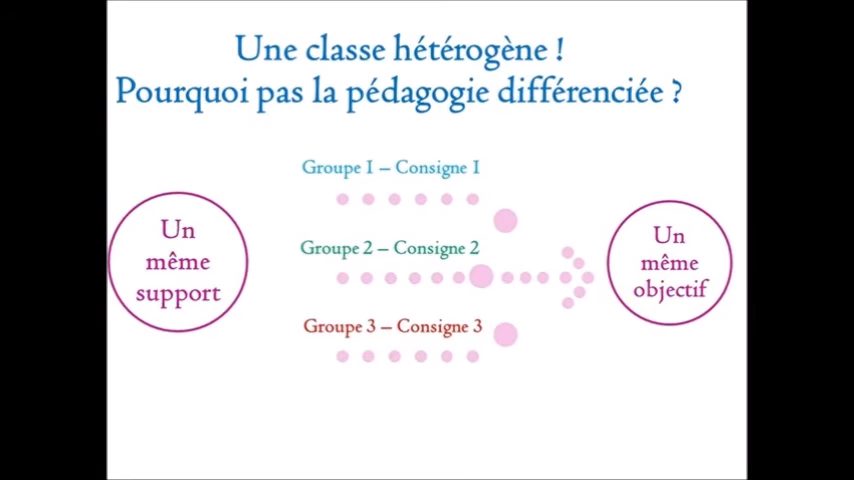 Une classe hétérogène !
Pourquoi pas la pédagogie différenciée ?
Groupe 1 – Consigne 1
Un
même
support
Groupe 2 – Consigne 2
Un
même
objectif
Groupe 3 – Consigne 3